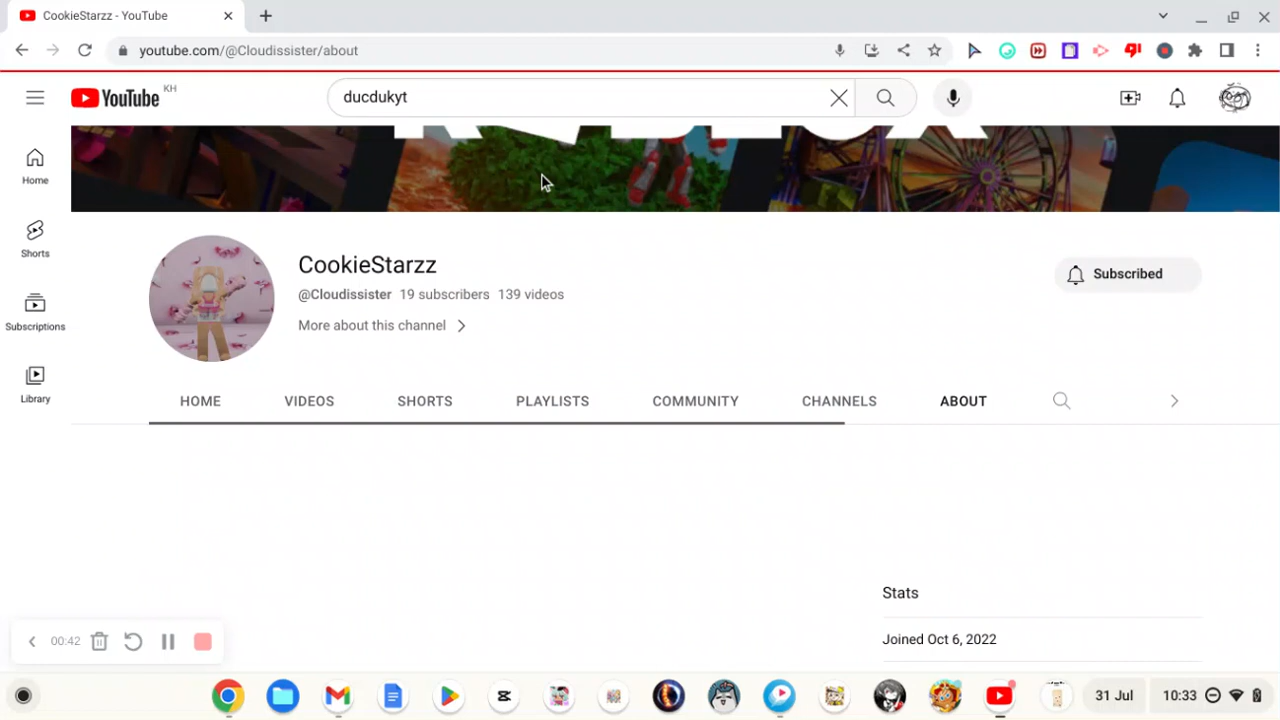 CookieStarzz - YouTube
youtube.com/@Cloudissister/about
YouTube KH
ducdukyt
Home
Shorts
Subscriptions
Library
CookieStarzz
@Cloudissister 19 subscribers 139 videos
More about this channel
Subscribed
HOME VIDEOS SHORTS PLAYLISTS COMMUNITY CHANNELS ABOUT
Stats
Joined Oct 6, 2022
00:42
31 Jul 10:33